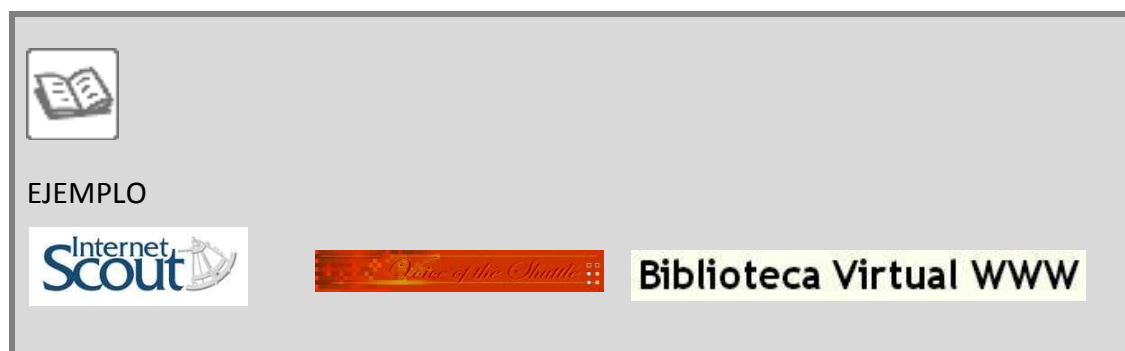 EJEMPLO
Internet Scout
Voice of the Shuttle
Biblioteca Virtual WWW